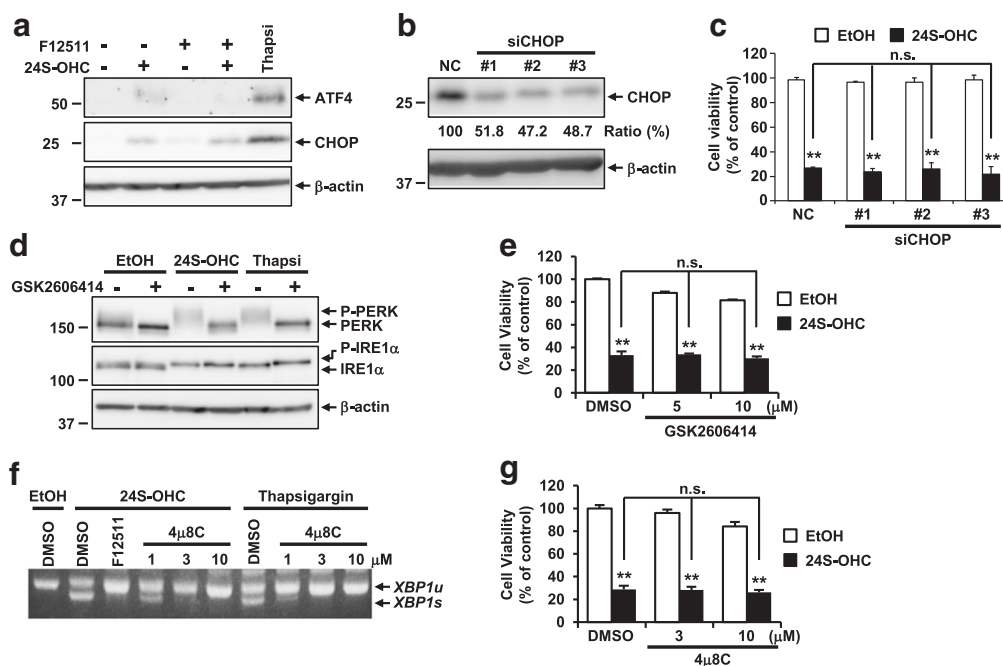 a
F12511 - - + +
24S-OHC - + - +
Thapsi
50
ATF4
25
CHOP
37
β-actin
b
siCHOP
NC #1 #2 #3
25
CHOP
100 51.8 47.2 48.7 Ratio (%)
37
β-actin
c
EtOH 24S-OHC
n.s.
Cell viability
(% of control)
120
100
80
60
40
20
0
** ** ** **
NC #1 #2 #3
siCHOP
d
EtOH 24S-OHC Thapsi
GSK2606414 - + - + - +
150
P-PERK
PERK
P-IRE1α
IRE1α
100
β-actin
37
e
n.s.
Cell Viability
(% of control)
120
100
80
60
40
20
0
** ** **
EtOH
24S-OHC
DMSO 5 10 (μM)
GSK2606414
f
EtOH 24S-OHC Thapsigargin
DMSO DMSO F12511 4μ8C DMSO 4μ8C
1 3 10 1 3 10 μM
XBP1u
XBP1s
g
n.s.
Cell Viability
(% of control)
120
100
80
60
40
20
0
** ** **
EtOH
24S-OHC
DMSO 3 10 (μM)
4μ8C